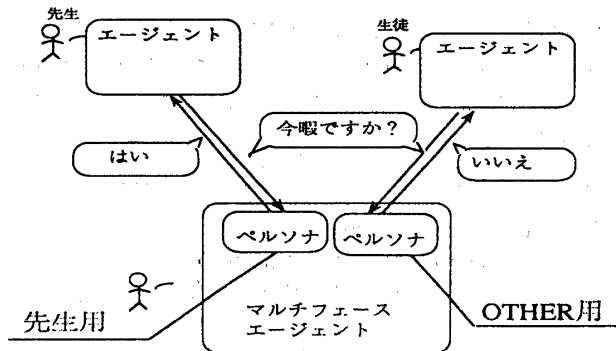 先生
エージェント
生徒
エージェント
今暇ですか？
はい
いいえ
ペルソナ
ペルソナ
先生用
マルチフェース
エージェント
OTHER用